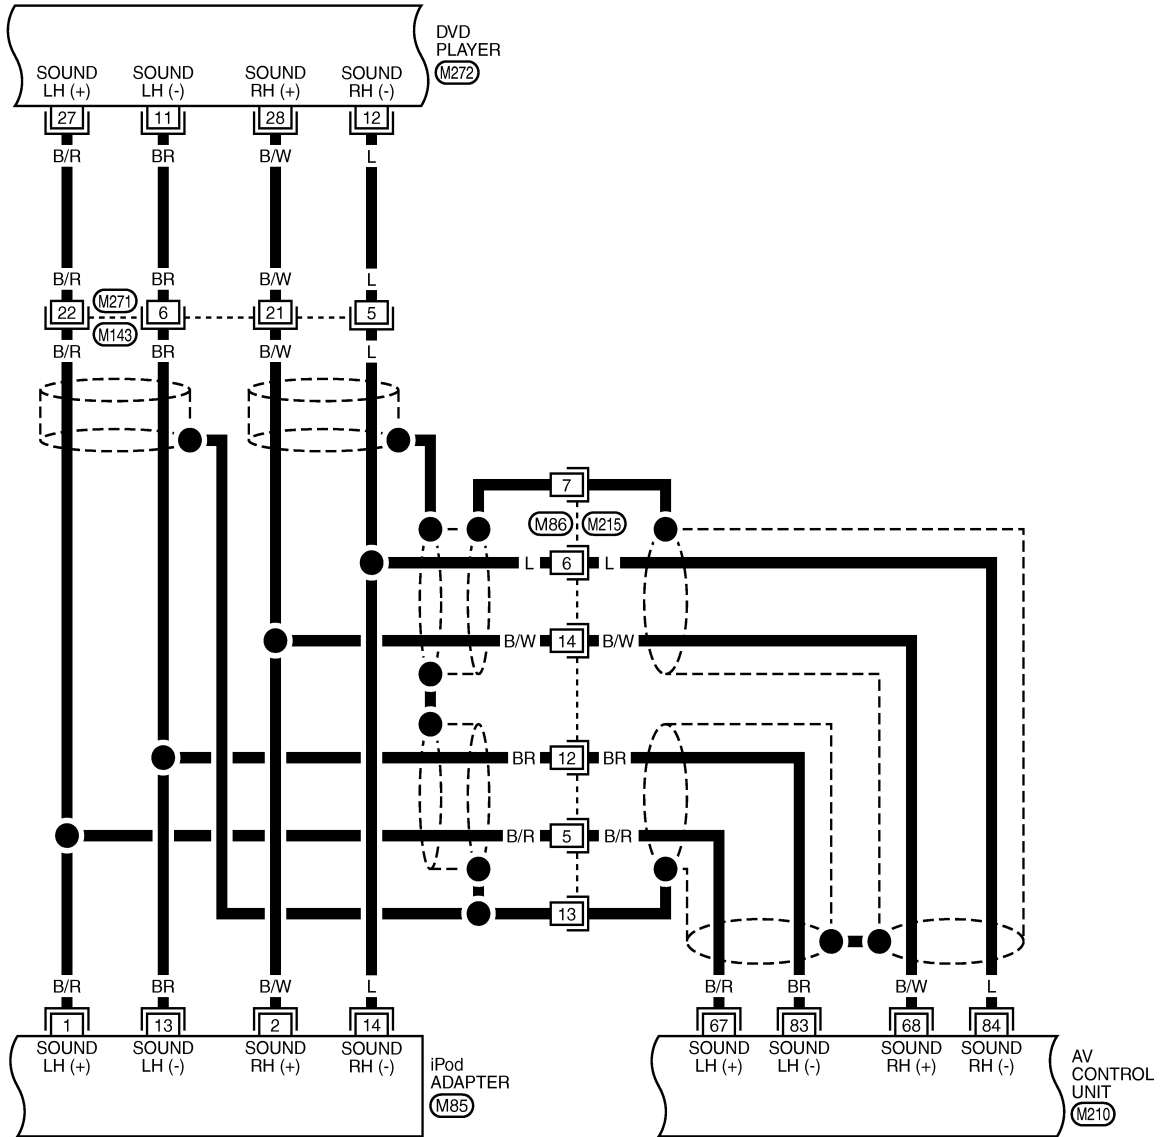 DVD
PLAYER
M272
SOUND SOUND SOUND SOUND
LH (+) LH (-) RH (+) RH (-)
27 11 28 12
B/R BR B/W L
B/R BR B/W L
M271
22 6 21 5
M143
B/R BR B/W L
7
M86 M215
L 6 L
B/W 14 B/W
BR 12 BR
B/R 5 B/R
13
B/R BR B/W L B/R BR B/W L
1 13 2 14 67 83 68 84
SOUND SOUND SOUND SOUND SOUND SOUND SOUND SOUND
LH (+) LH (-) RH (+) RH (-) LH (+) LH (-) RH (+) RH (-)
iPod
ADAPTER
M85
AV
CONTROL
UNIT
M210